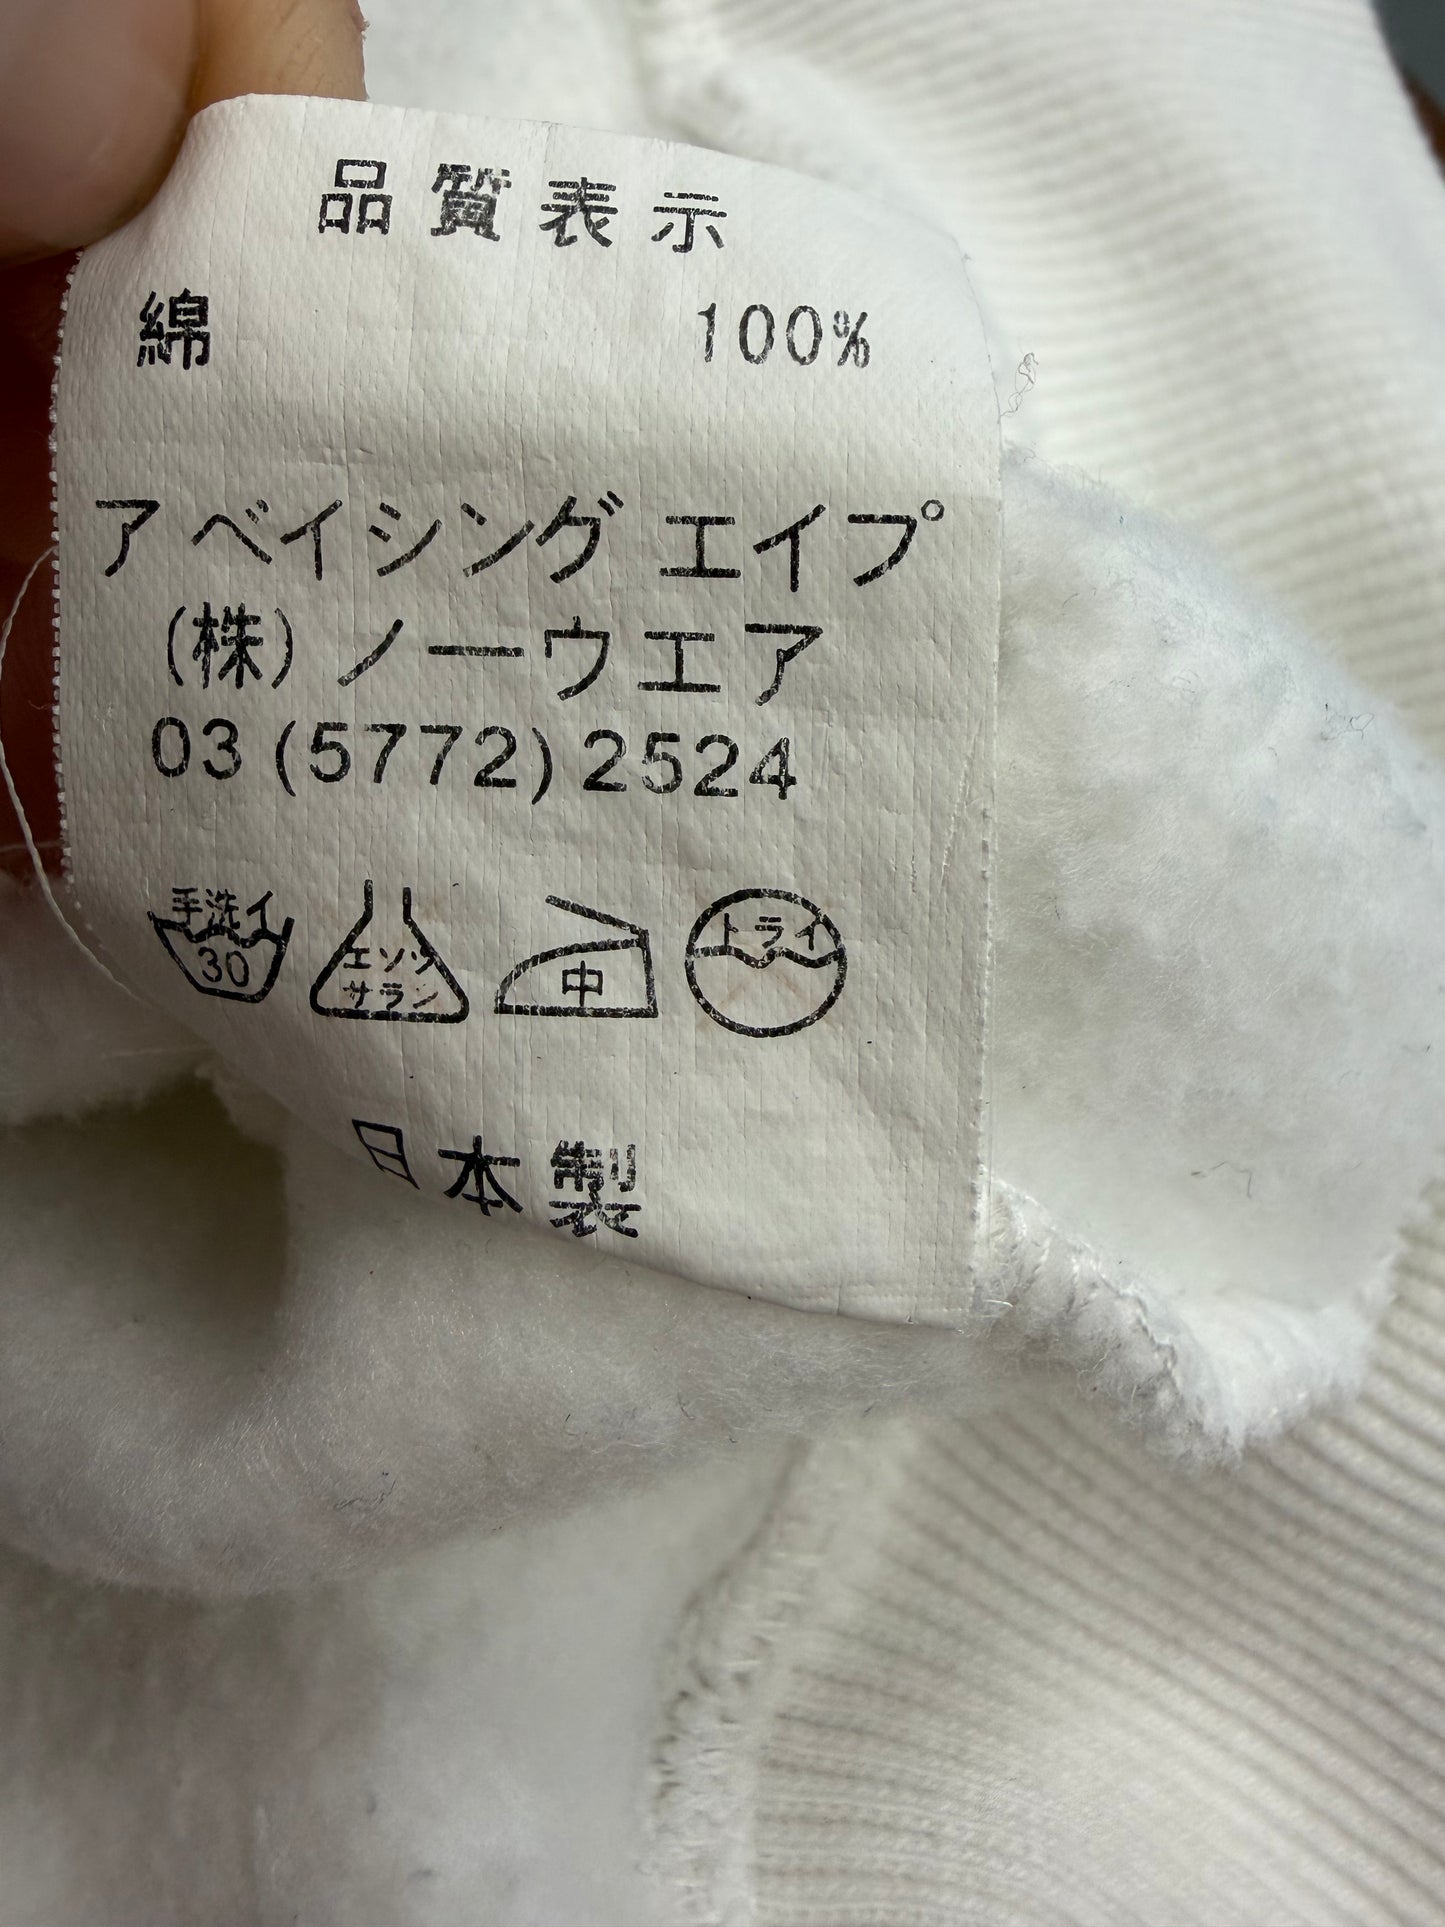 品質表示
綿 100%
ア ベイシング エイプ
(株)ノーウエア
03(5772)2524
手洗イ 30
エンソ サラシ
中
ドライ
日本製